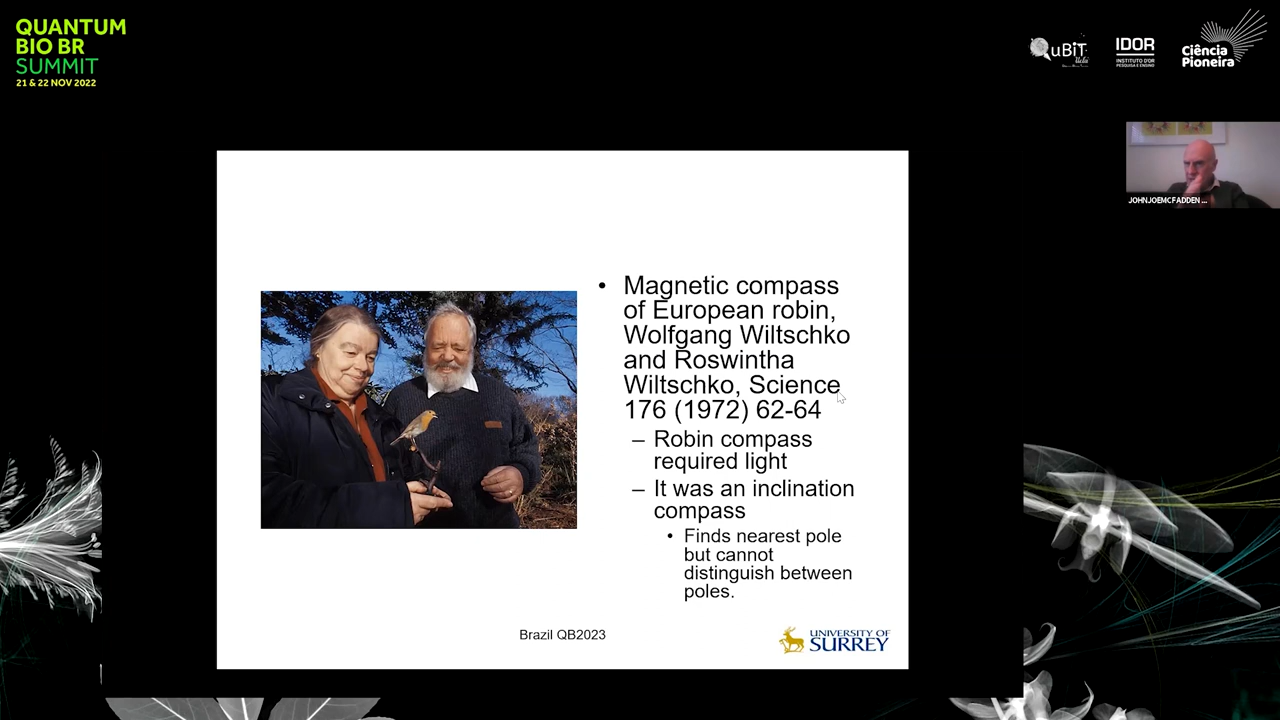 QUANTUM
BIO BR
SUMMIT
21 & 22 NOV 2022
QuBiT
IDOR
INSTITUTO D'OR
PESQUISA E ENSINO
Ciência
Pioneira
JOHNJOEMCFADDEN ...
• Magnetic compass
of European robin,
Wolfgang Wiltschko
and Roswintha
Wiltschko, Science
176 (1972) 62-64
– Robin compass
required light
– It was an inclination
compass
• Finds nearest pole
but cannot
distinguish between
poles.
Brazil QB2023
UNIVERSITY OF
SURREY